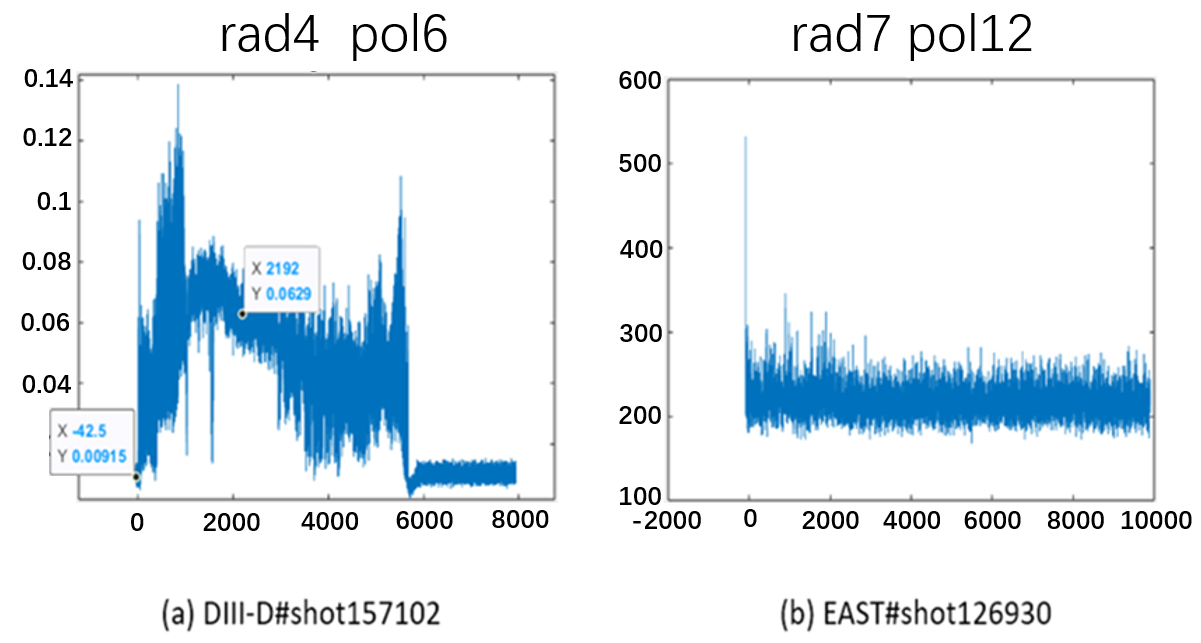 rad4 pol6
0.14
0.12
0.1
0.08
0.06
0.04
X 2192
Y 0.0629
X -42.5
Y 0.00915
0 2000 4000 6000 8000
(a) DIII-D#shot157102
rad7 pol12
600
500
400
300
200
100
-2000 0 2000 4000 6000 8000 10000
(b) EAST#shot126930